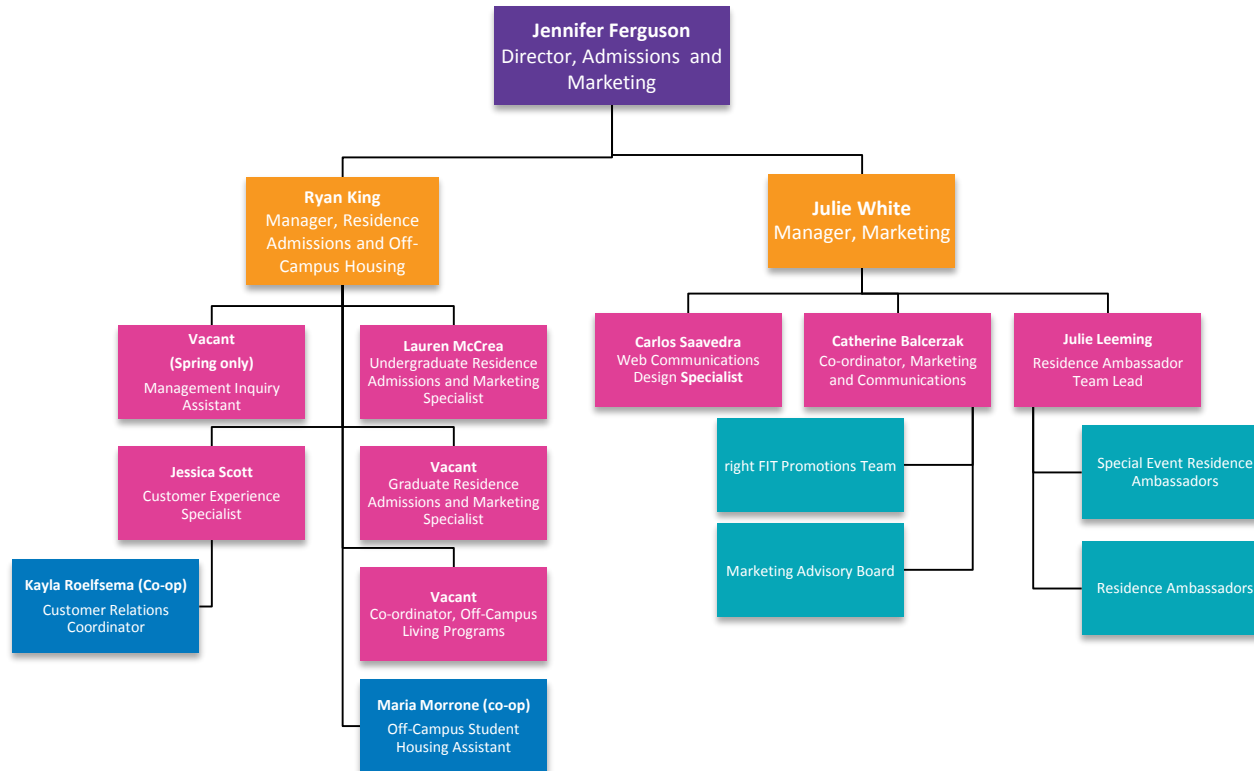 Jennifer Ferguson
Director, Admissions and
Marketing
Ryan King
Manager, Residence
Admissions and Off-
Campus Housing
Julie White
Manager, Marketing
Vacant
(Spring only)
Management Inquiry
Assistant
Lauren McCrea
Undergraduate Residence
Admissions and Marketing
Specialist
Carlos Saavedra
Web Communications
Design Specialist
Catherine Balcerzak
Co-ordinator, Marketing
and Communications
Julie Leeming
Residence Ambassador
Team Lead
Jessica Scott
Customer Experience
Specialist
Vacant
Graduate Residence
Admissions and Marketing
Specialist
right FIT Promotions Team
Special Event Residence
Ambassadors
Kayla Roelfsema (Co-op)
Customer Relations
Coordinator
Vacant
Co-ordinator, Off-Campus
Living Programs
Marketing Advisory Board
Residence Ambassadors
Maria Morrone (co-op)
Off-Campus Student
Housing Assistant